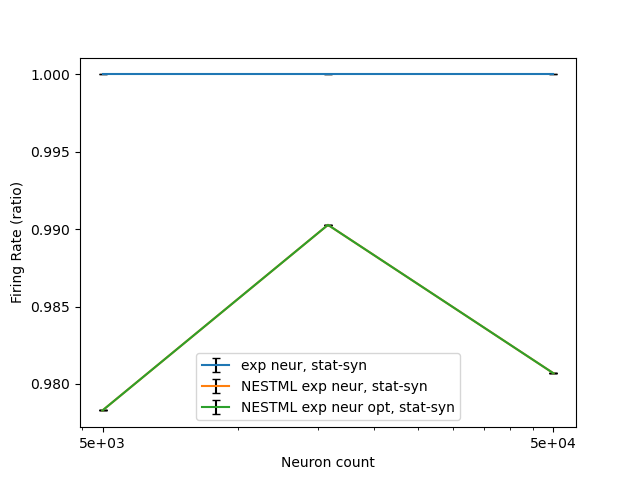 1.000
0.995
0.990
0.985
0.980
Firing Rate (ratio)
exp neur, stat-syn
NESTML exp neur, stat-syn
NESTML exp neur opt, stat-syn
5e+03
5e+04
Neuron count